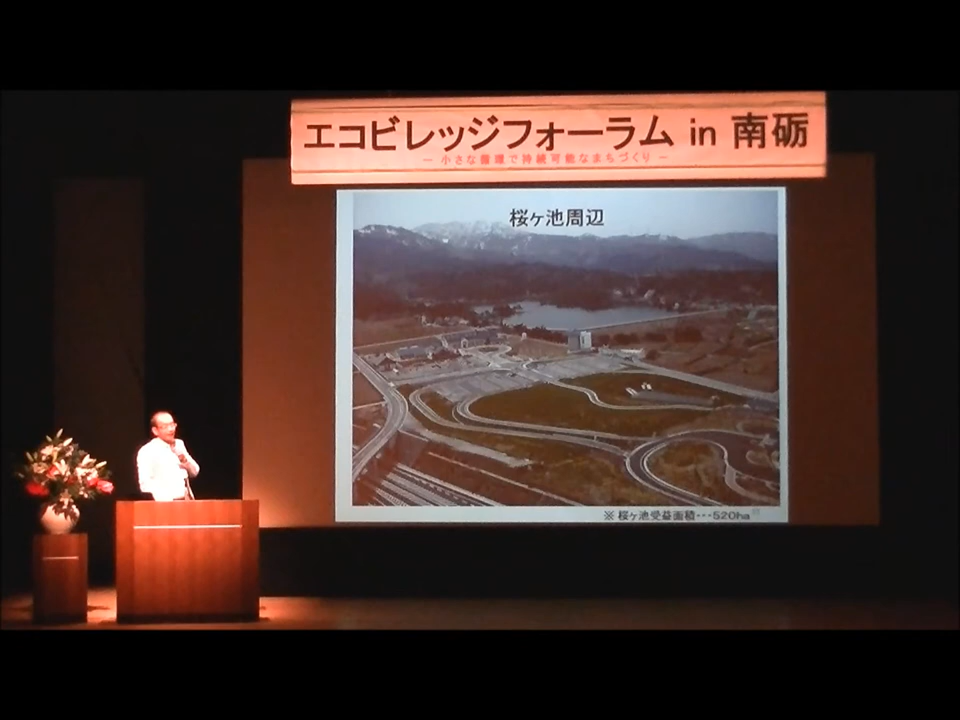 エコビレッジフォーラム in 南砺
― 小さな循環で持続可能なまちづくり ―
桜ヶ池周辺
※ 桜ヶ池受益面積･･･520ha